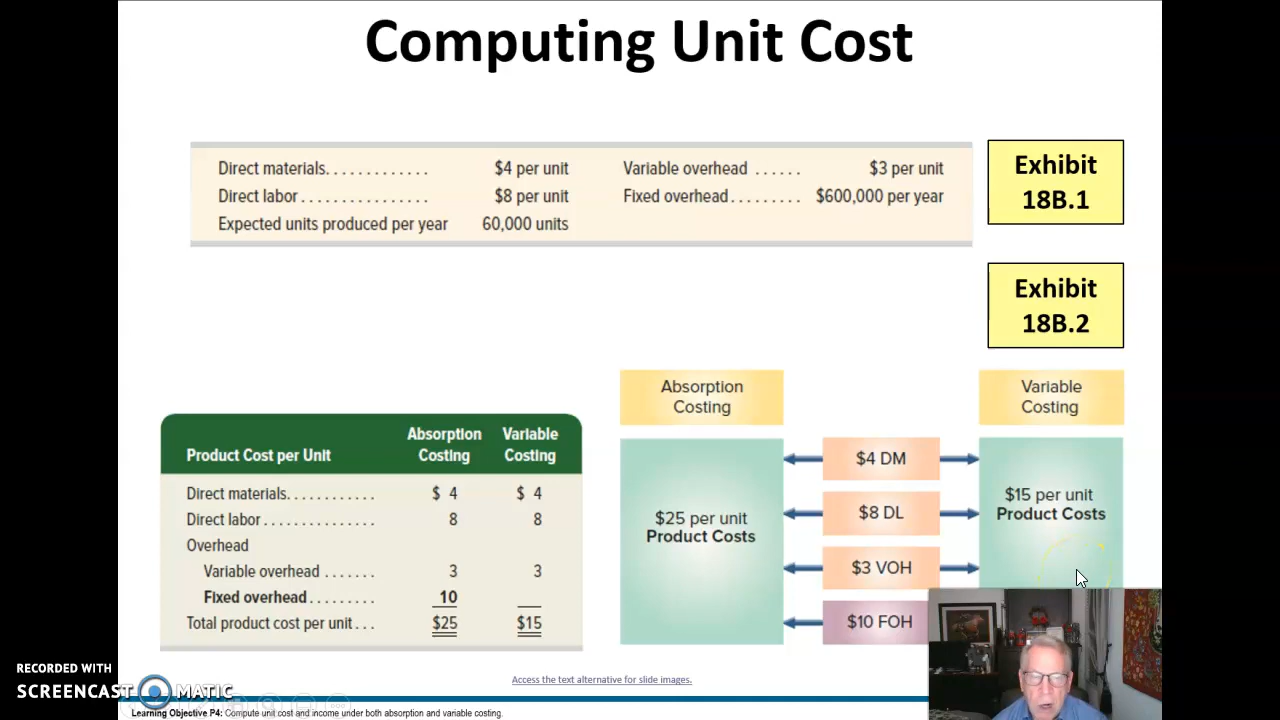 Computing Unit Cost
Direct materials............. $4 per unit Variable overhead ...... $3 per unit
Direct labor................ $8 per unit Fixed overhead......... $600,000 per year
Expected units produced per year 60,000 units
Exhibit
18B.1
Exhibit
18B.2
Product Cost per Unit Absorption Costing Variable Costing
Direct materials............ $ 4 $ 4
Direct labor............... 8 8
Overhead
Variable overhead ....... 3 3
Fixed overhead......... 10
Total product cost per unit... $25 $15
Absorption
Costing
Variable
Costing
$25 per unit
Product Costs
$4 DM
$8 DL
$3 VOH
$10 FOH
$15 per unit
Product Costs
Access the text alternative for slide images.
Learning Objective P4: Compute unit cost and income under both absorption and variable costing.
RECORDED WITH
SCREENCAST MATIC